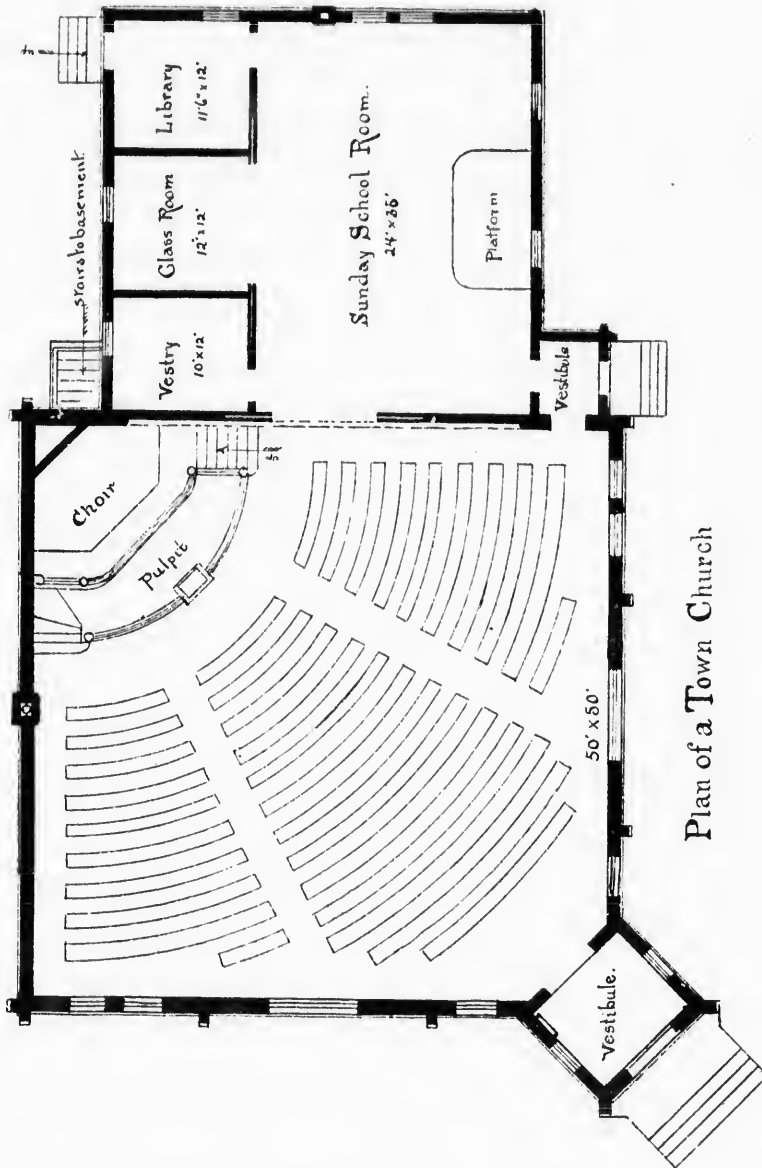 stairs to basement
Choir
Pulpit
Vestry
10'x12'
Class Room
12'x12'
Library
11'6"x12'
Sunday School Room.
24'x35'
Platform
Vestibule
50'x50'
Vestibule.
Plan of a Town Church